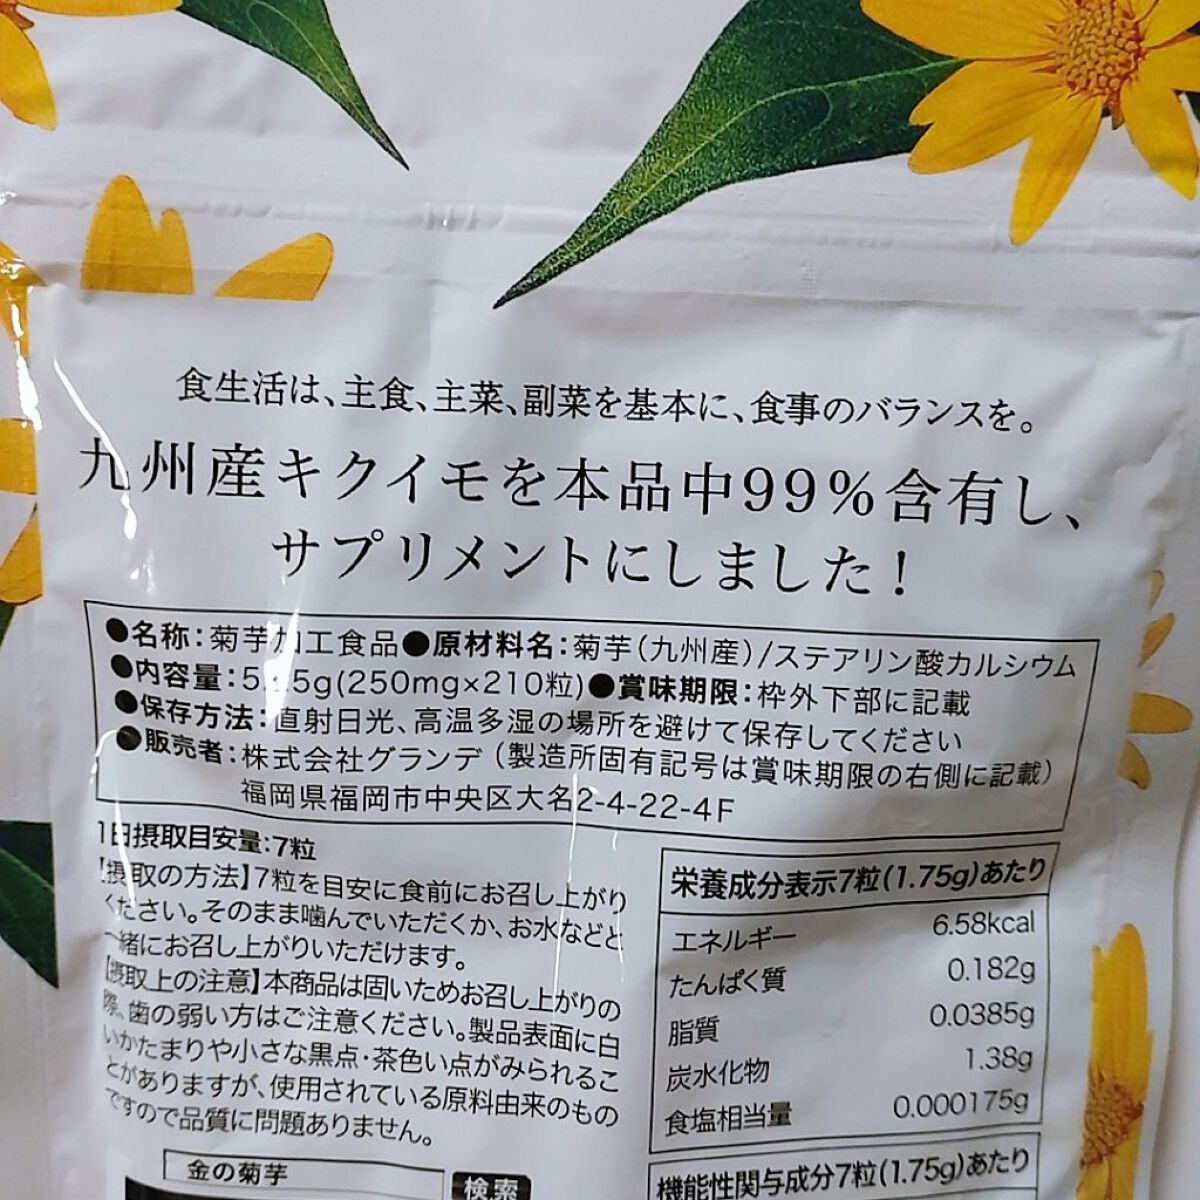 食生活は、主食、主菜、副菜を基本に、食事のバランスを。
九州産キクイモを本品中99%含有し、
サプリメントにしました!
●名称:菊芋加工食品●原材料名:菊芋(九州産)/ステアリン酸カルシウム
●内容量:(250mg×210粒)●賞味期限:枠外下部に記載
●保存方法:直射日光、高温多湿の場所を避けて保存してください
●販売者:株式会社グランデ(製造所固有記号は賞味期限の右側に記載)
福岡県福岡市中央区大名2-4-22-4F
1日摂取目安量:7粒
【摂取の方法】7粒を目安に食前にお召し上がり
ください。そのまま噛んでいただくか、お水などと
一緒にお召し上がりいただけます。
【摂取上の注意】本商品は固いためお召し上がりの
際、歯の弱い方はご注意ください。製品表面に白
いかたまりや小さな黒点・茶色い点がみられるこ
とがありますが、使用されている原料由来のもの
ですので品質に問題ありません。
金の菊芋 検索
栄養成分表示7粒(1.75g)あたり
エネルギー 6.58kcal
たんぱく質 0.182g
脂質 0.0385g
炭水化物 1.38g
食塩相当量 0.000175g
機能性関与成分7粒(1.75g)あたり